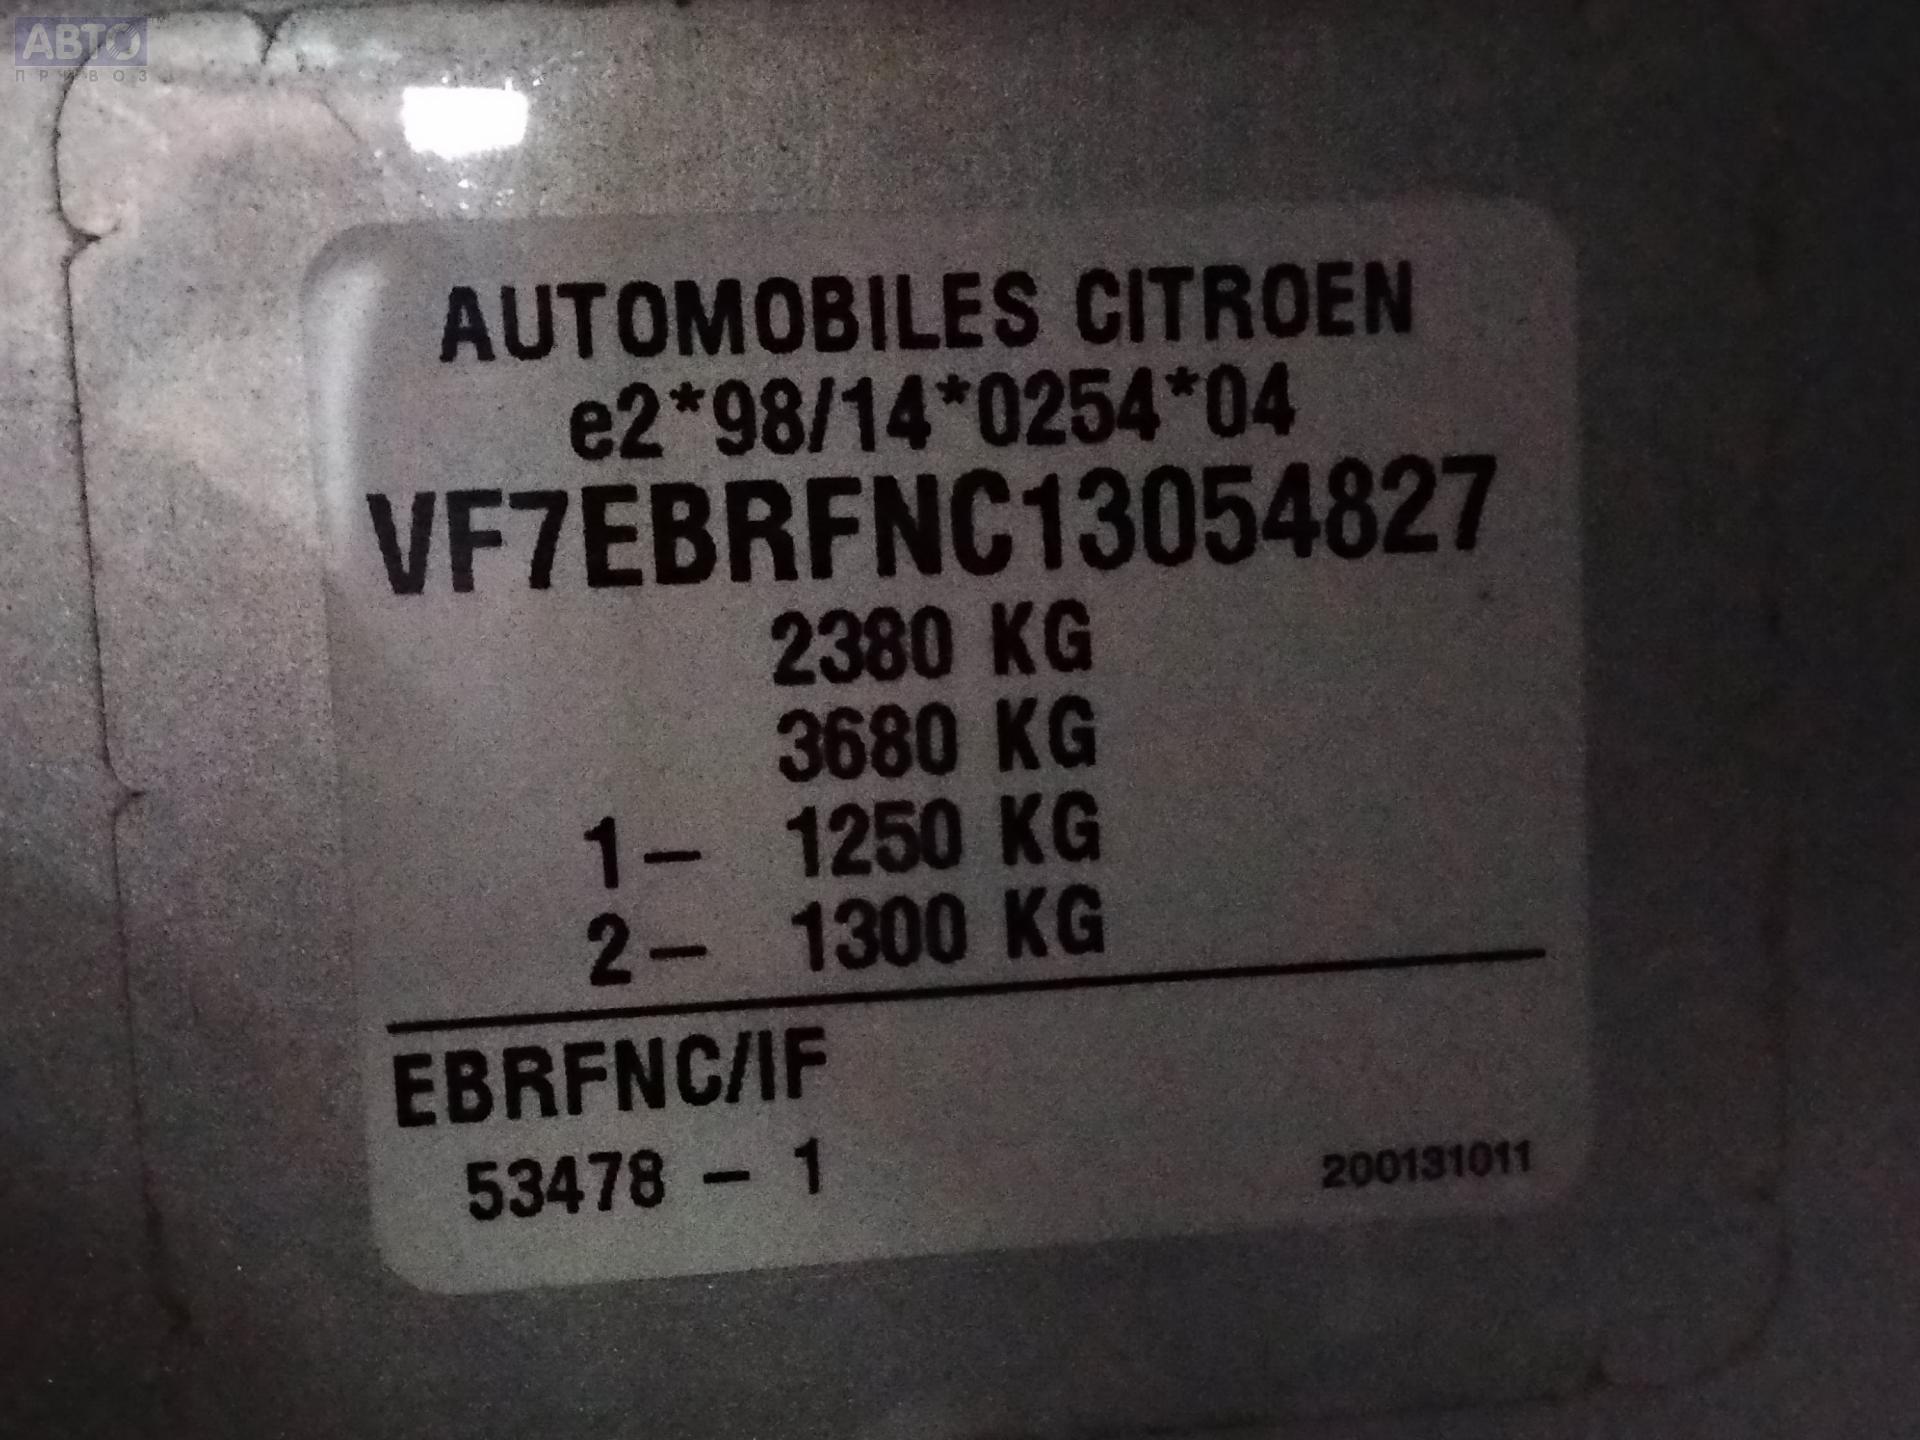 АВТО
ПРИВОЗ
AUTOMOBILES CITROEN
e2*98/14*0254*04
VF7EBRFNC13054827
2380 KG
3680 KG
1- 1250 KG
2- 1300 KG
EBRFNC/IF
53478 - 1
200131011